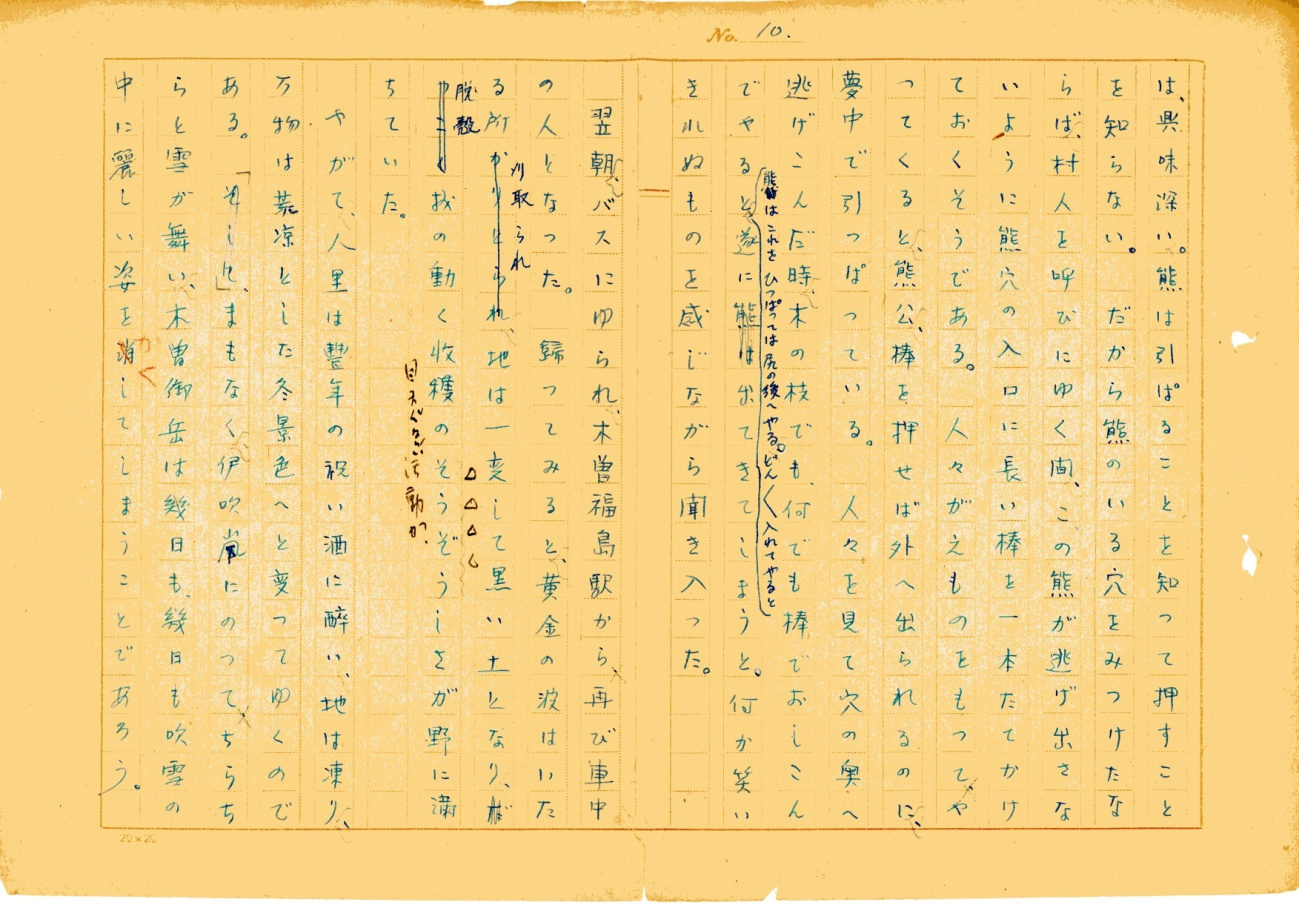 No. 10.
は、興味深い。熊は引ぱることを知って押すこと
を知らない。だから熊のいる穴をみつけたな
らば、村人を呼びにゆく間、この熊が逃げ出さな
いように熊穴の入口に長い棒を一本たてかけ
ておくそうである。人々がえものをもって、や
ってくると、熊公、棒を押せば外へ出られるのに、
夢中で引っぱっている。人々を見て穴の奥へ
逃げこんだ時、木の枝でも、何でも棒でおしこん
熊はこれをひっぱっては尻の後へやる。どんどん入れてやると
でやると、遂に熊は出てきてしまうと。何か笑い
きれぬものを感じながら聞き入った。
翌朝、バスにゆられ、木曽福島駅から、再び車中
の人となった。歸ってみると、黄金の波はいた
刈取られ
る所かりとられ、地は一変して黒い土となり、
脱穀
機の動く収穫のそうぞうしさが野に満
目まぐるしい活動が、
ちていた。
やがて、人里は豊年の祝い酒に醉い、地は凍り、
万物は荒凉とした冬景色へと変ってゆくので
ある。「そして」、まもなく、伊吹嵐にのってちらち
らと雪が舞い、木曽御岳は幾日も、幾日も吹雪の
中に麗しい姿を消してしまうことであろう。
20×20